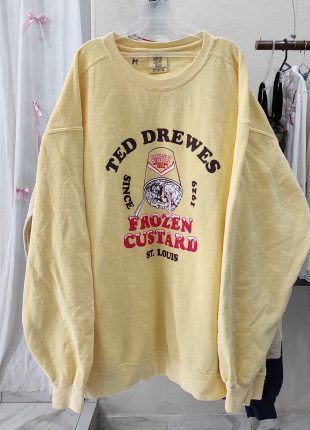 TED DREWES
SINCE 1929
FROZEN
CUSTARD
ST. LOUIS